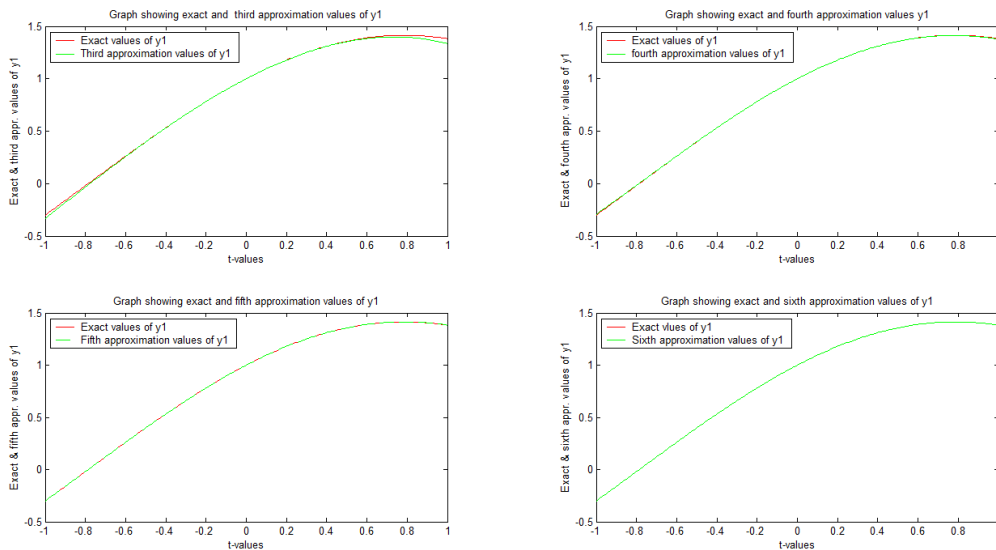 Graph showing exact and  third approximation values of y1
Exact values of y1
Third approximation values of y1
Exact & third appr. values of y1
1.5
1
0.5
0
-0.5
-1 -0.8 -0.6 -0.4 -0.2 0 0.2 0.4 0.6 0.8 1
t-values
Graph showing exact and fourth approximation values y1
Exact values of y1
fourth approximation values of y1
Exact & fourth appr. values of y1
1.5
1
0.5
0
-0.5
-1 -0.8 -0.6 -0.4 -0.2 0 0.2 0.4 0.6 0.8
t-values
Graph showing exact and fifth approximation values of y1
Exact values of y1
Fifth approximation values of y1
Exact & fifth appr. values of y1
1.5
1
0.5
0
-0.5
-1 -0.8 -0.6 -0.4 -0.2 0 0.2 0.4 0.6 0.8 1
t-values
Graph showing exact and sixth approximation values of y1
Exact vlues of y1
Sixth approximation values of y1
Exact & sixth appr. values of y1
1.5
1
0.5
0
-0.5
-1 -0.8 -0.6 -0.4 -0.2 0 0.2 0.4 0.6 0.8
t-values